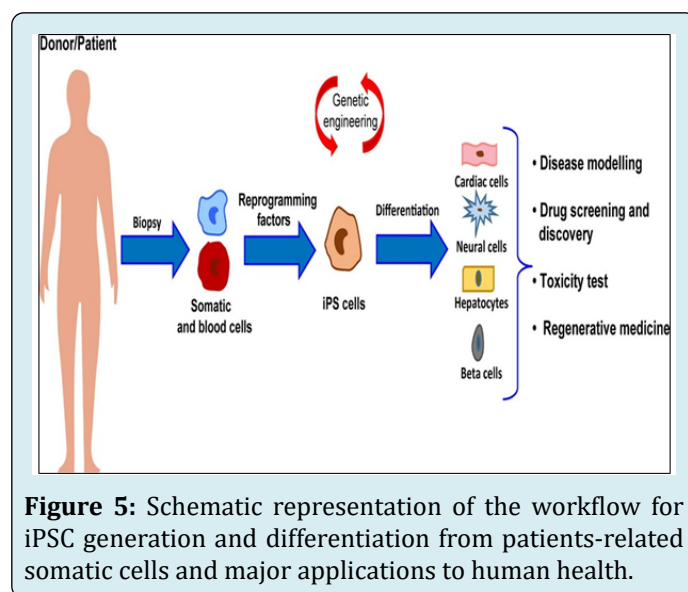 Donor/Patient
Genetic
engineering
Biopsy
Reprogramming
factors
Differentiation
Somatic
and blood cells
iPS cells
Cardiac cells
Neural cells
Hepatocytes
Beta cells
• Disease modelling
• Drug screening and
discovery
• Toxicity test
• Regenerative medicine
Figure 5: Schematic representation of the workflow for
iPSC generation and differentiation from patients-related
somatic cells and major applications to human health.